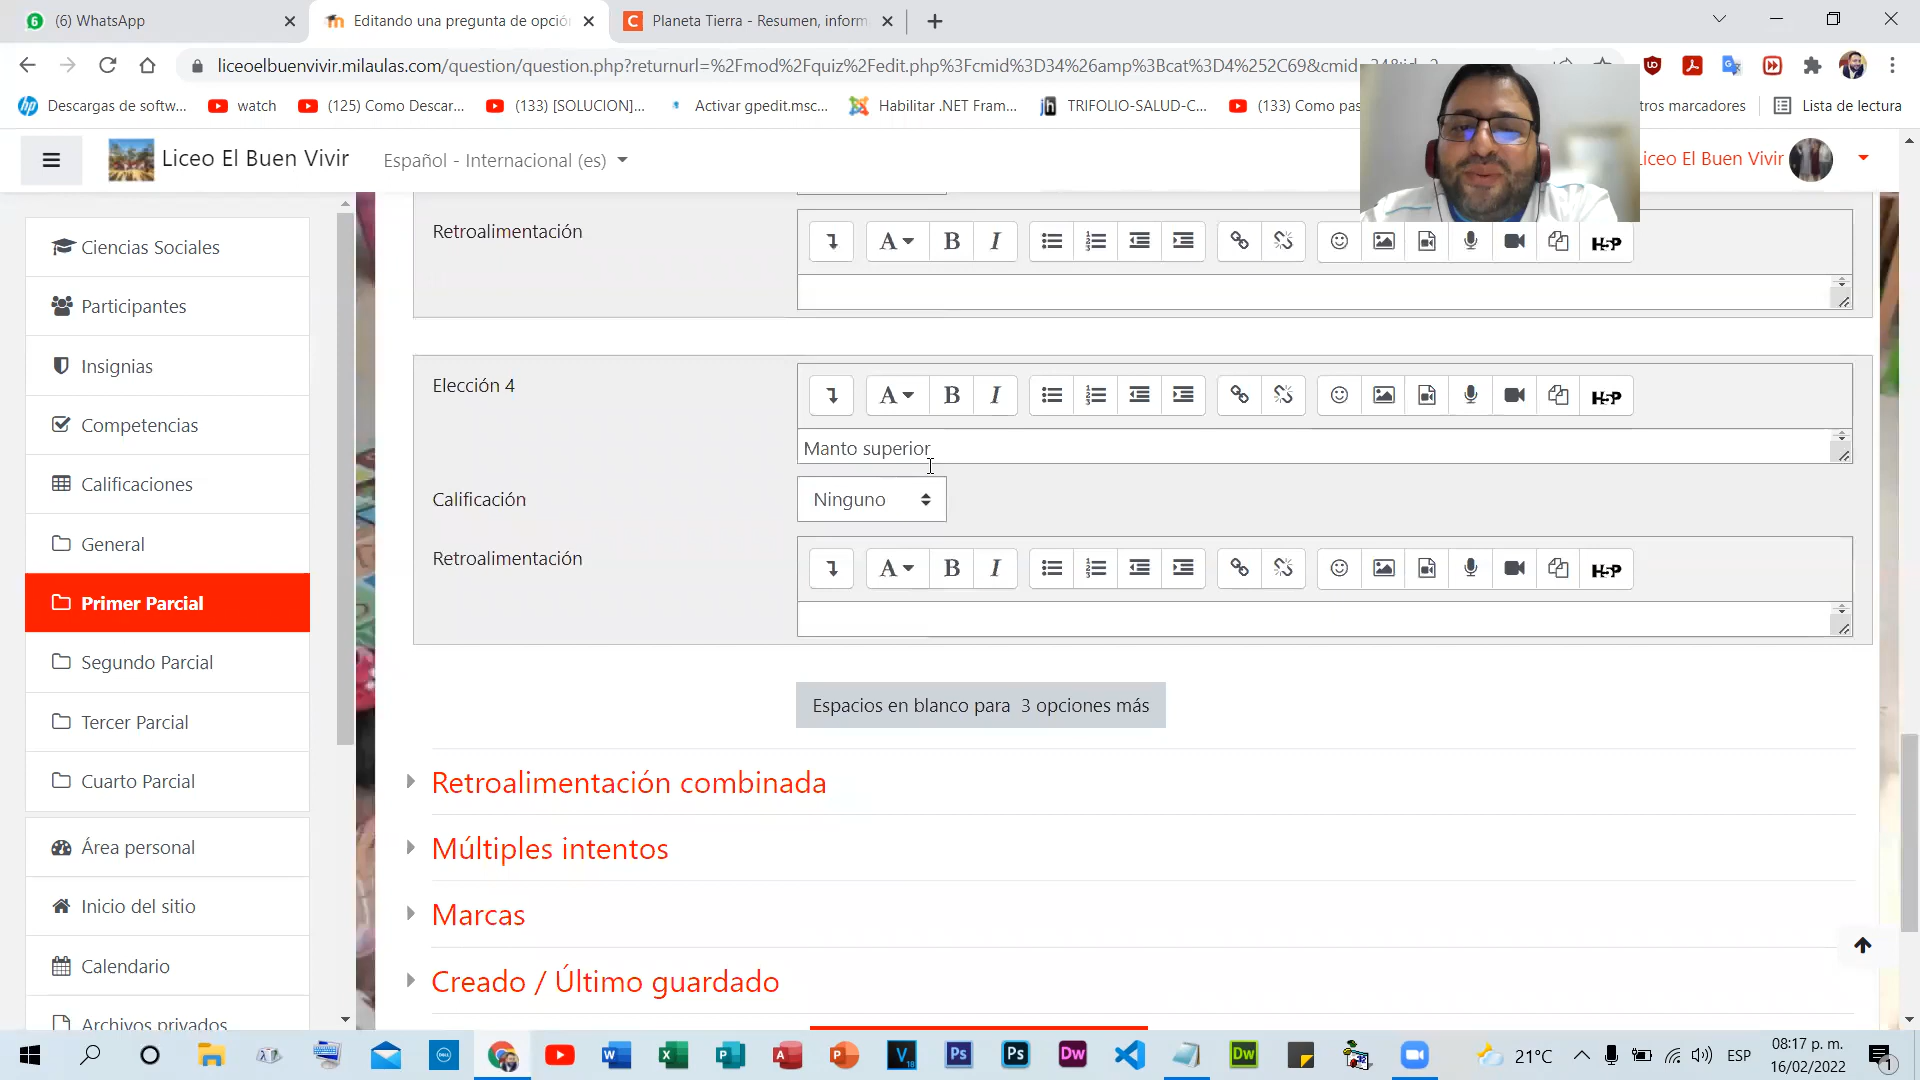 (6) WhatsApp
Editando una pregunta de opción
Planeta Tierra - Resumen, inform
liceoelbuenvivir.milaulas.com/question/question.php?returnurl=%2Fmod%2Fquiz%2Fedit.php%3Fcmid%3D34%26amp%3Bcat%3D4%252C69&cmid
Descargas de softw...
watch
(125) Como Descar...
(133) [SOLUCION]...
Activar gpedit.msc...
Habilitar .NET Fram...
TRIFOLIO-SALUD-C...
(133) Como pas
tros marcadores
Lista de lectura
Liceo El Buen Vivir
Español - Internacional (es)
Liceo El Buen Vivir
Ciencias Sociales
Participantes
Insignias
Competencias
Calificaciones
General
Primer Parcial
Segundo Parcial
Tercer Parcial
Cuarto Parcial
Área personal
Inicio del sitio
Calendario
Archivos privados
Retroalimentación
A B I H5P
Elección 4
A B I H5P
Manto superior
Calificación
Ninguno
Retroalimentación
A B I H5P
Espacios en blanco para 3 opciones más
Retroalimentación combinada
Múltiples intentos
Marcas
Creado / Último guardado
21°C
ESP
08:17 p. m.
16/02/2022
1